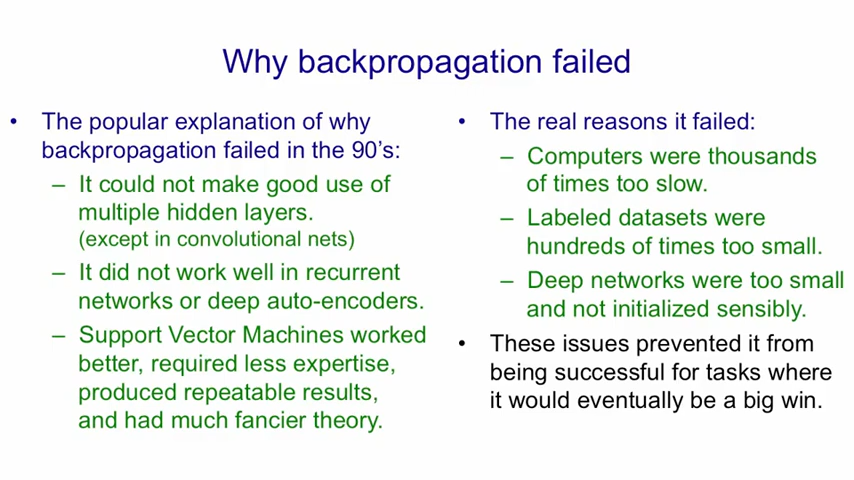 Why backpropagation failed
• The popular explanation of why
backpropagation failed in the 90's:
– It could not make good use of
multiple hidden layers.
(except in convolutional nets)
– It did not work well in recurrent
networks or deep auto-encoders.
– Support Vector Machines worked
better, required less expertise,
produced repeatable results,
and had much fancier theory.
• The real reasons it failed:
– Computers were thousands
of times too slow.
– Labeled datasets were
hundreds of times too small.
– Deep networks were too small
and not initialized sensibly.
• These issues prevented it from
being successful for tasks where
it would eventually be a big win.